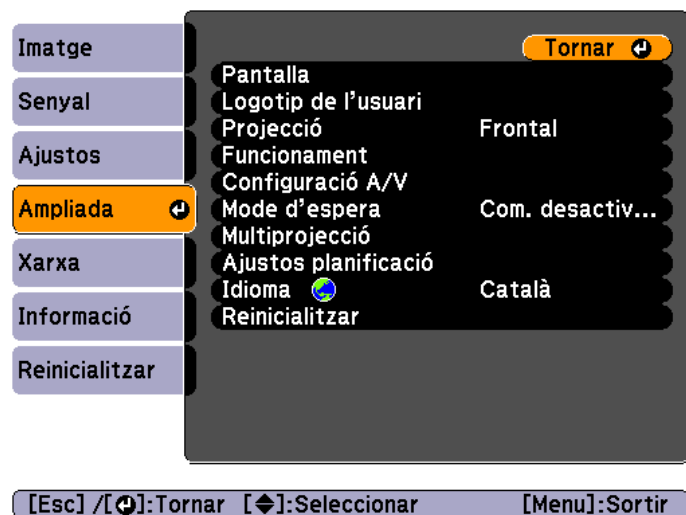 Imatge
Senyal
Ajustos
Ampliada
Xarxa
Informació
Reinicialitzar
Tornar
Pantalla
Logotip de l'usuari
Projecció Frontal
Funcionament
Configuració A/V
Mode d'espera Com. desactiv...
Multiprojecció
Ajustos planificació
Idioma Català
Reinicialitzar
[Esc] /[⏎]:Tornar [◆]:Seleccionar [Menu]:Sortir